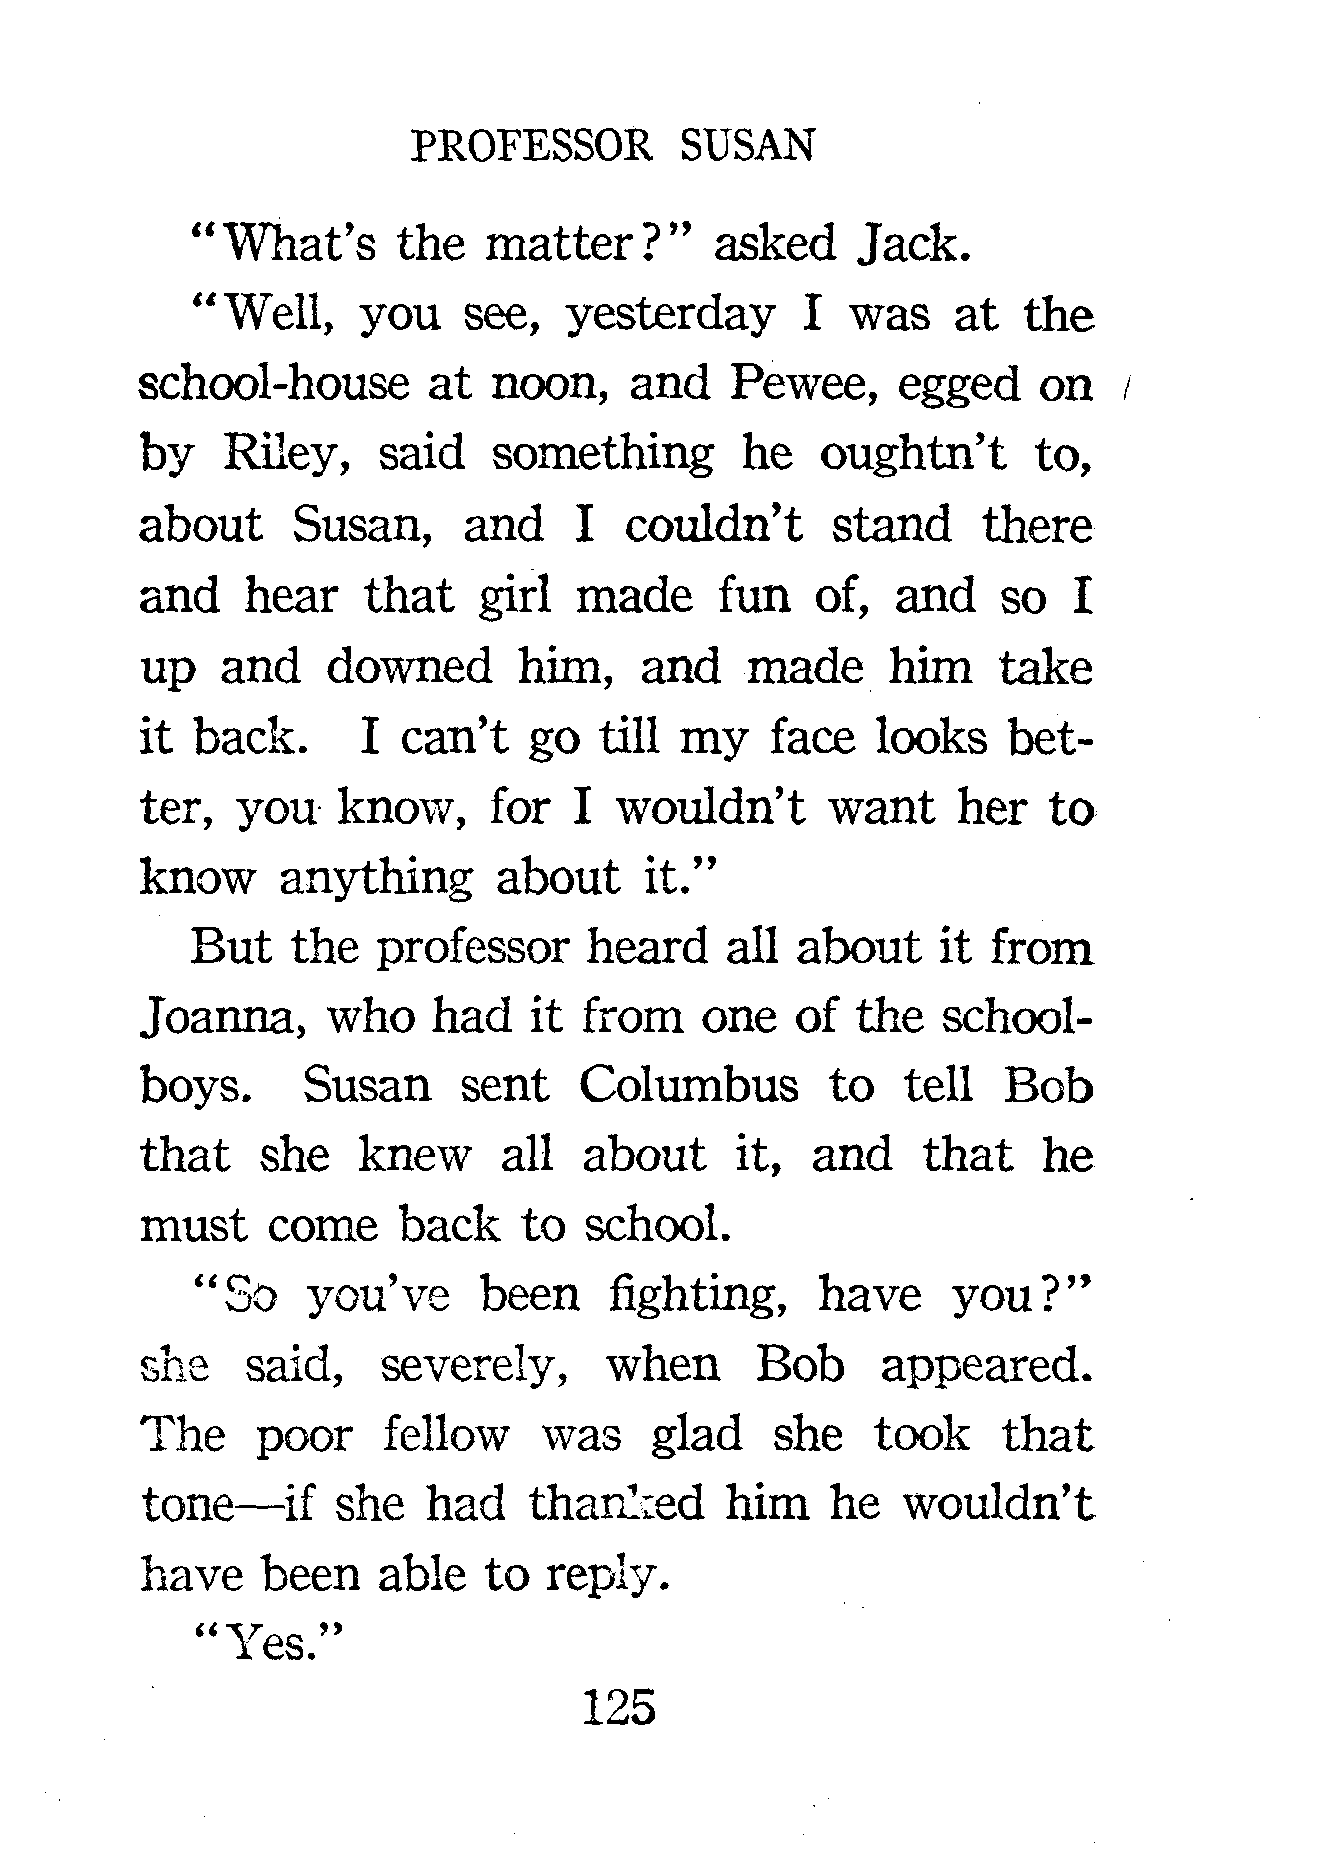 PROFESSOR SUSAN
“What’s the matter?” asked Jack.
“Well, you see, yesterday I was at the
school-house at noon, and Pewee, egged on
by Riley, said something he oughtn’t to,
about Susan, and I couldn’t stand there
and hear that girl made fun of, and so I
up and downed him, and made him take
it back. I can’t go till my face looks bet-
ter, you know, for I wouldn’t want her to
know anything about it.”
But the professor heard all about it from
Joanna, who had it from one of the school-
boys. Susan sent Columbus to tell Bob
that she knew all about it, and that he
must come back to school.
“So you’ve been fighting, have you?”
she said, severely, when Bob appeared.
The poor fellow was glad she took that
tone—if she had thanked him he wouldn’t
have been able to reply.
“Yes.”
125